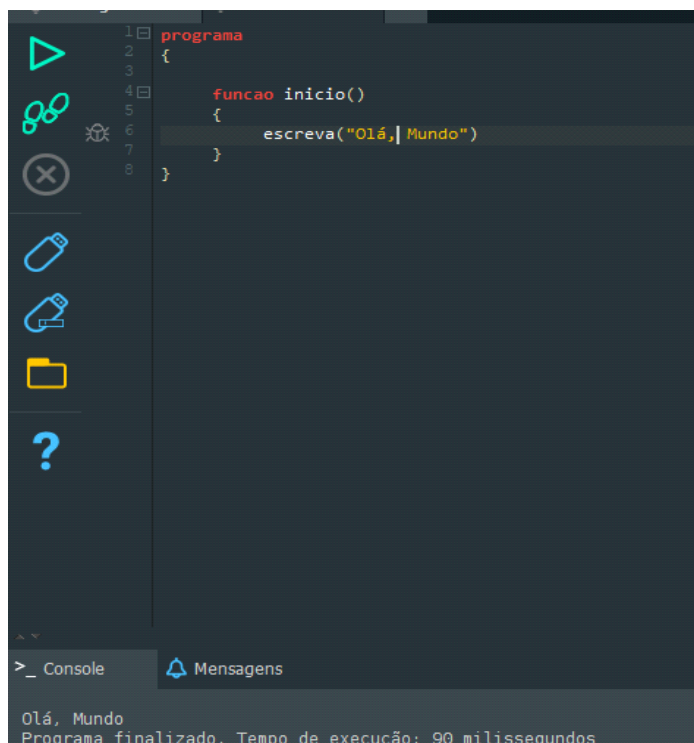 1 programa
2 {
3
4 funcao inicio()
5 {
6 escreva("Olá, Mundo")
7 }
8 }
?
>_ Console
Mensagens
Olá, Mundo
Programa finalizado. Tempo de execução: 90 milissegundos